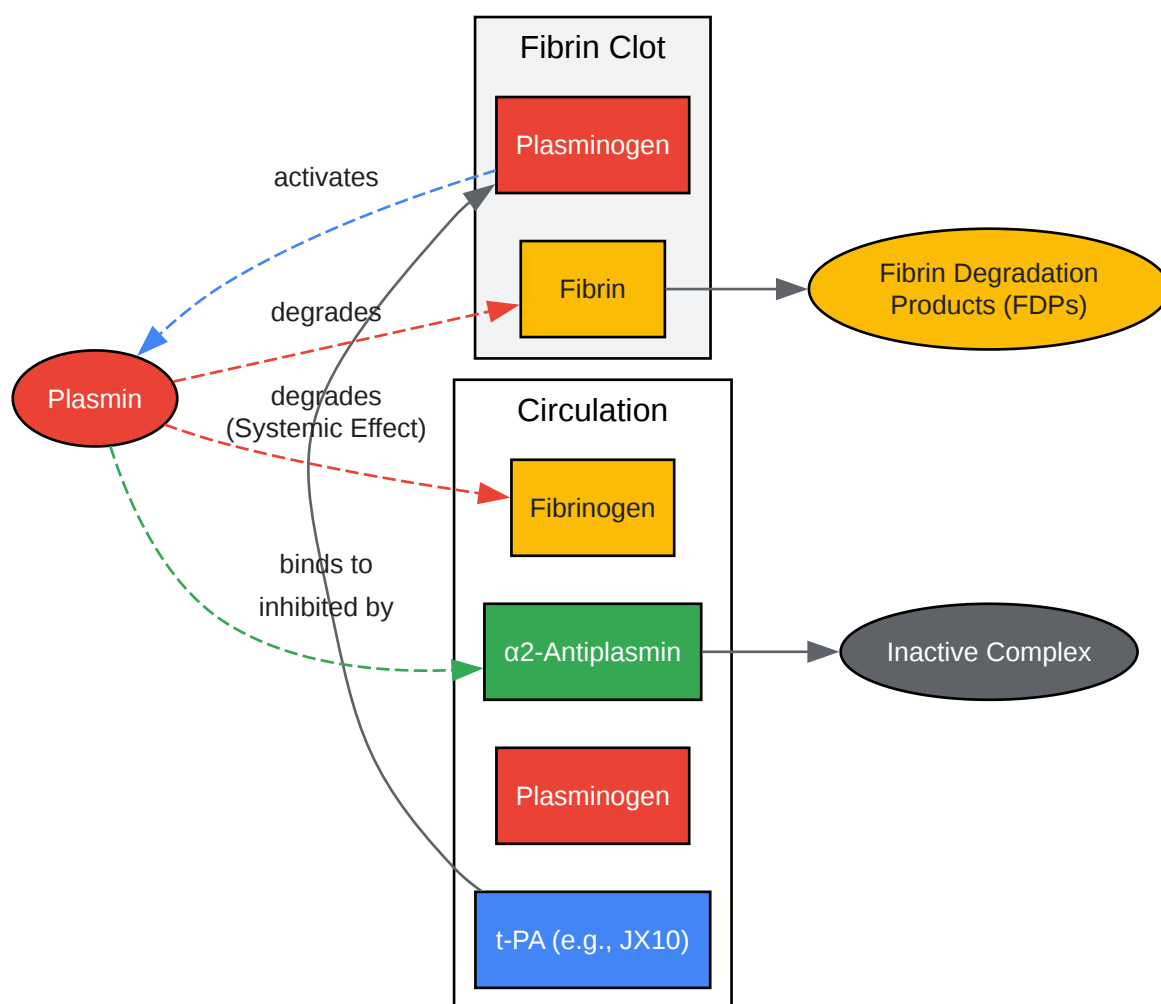 Fibrin Clot
Plasminogen
activates
Fibrin
Fibrin Degradation
Products (FDPs)
degrades
Plasmin
degrades
(Systemic Effect)
Circulation
Fibrinogen
binds to
inhibited by
α2-Antiplasmin
Inactive Complex
Plasminogen
t-PA (e.g., JX10)